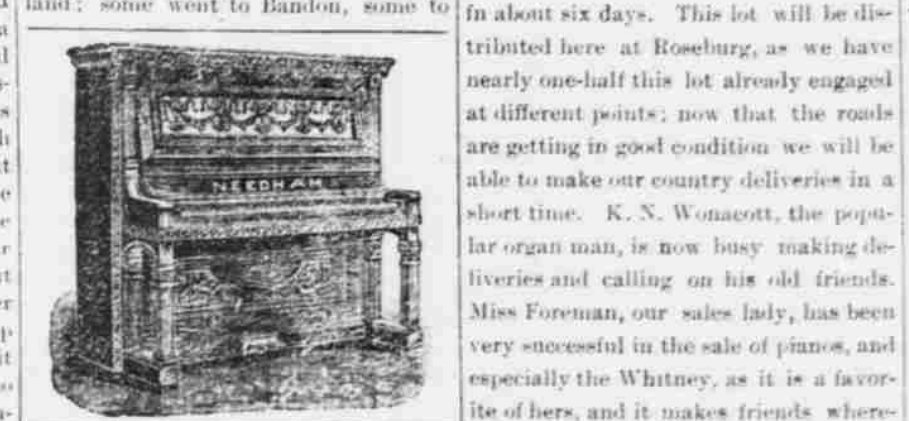 land; some went to Bandon, some to
NEEDHAM
in about six days. This lot will be dis-
tributed here at Roseburg, as we have
nearly one-half this lot already engaged
at different points; now that the roads
are getting in good condition we will be
able to make our country deliveries in a
short time. K. N. Wonacott, the popu-
lar organ man, is now busy making de-
liveries and calling on his old friends.
Miss Foreman, our sales lady, has been
very successful in the sale of pianos, and
especially the Whitney, as it is a favor-
ite of hers, and it makes friends where-